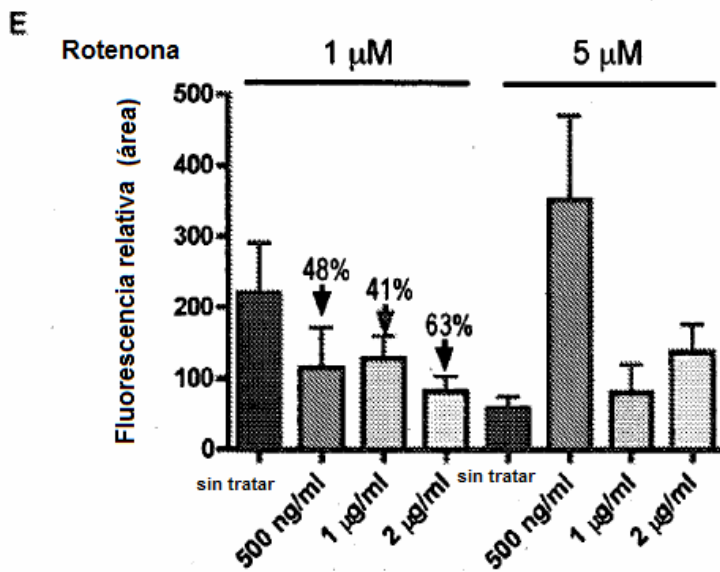 E
Rotenona
1 µM
5 µM
Fluorescencia relativa (área)
500
400
300
200
100
0
48%
41%
63%
sin tratar
500 ng/ml
1 µg/ml
2 µg/ml
sin tratar
500 ng/ml
1 µg/ml
2 µg/ml